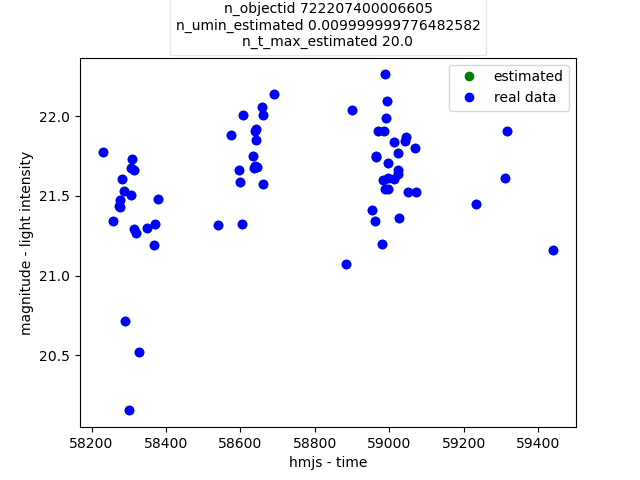 n_objectid 722207400006605
n_umin_estimated 0.009999999776482582
n_t_max_estimated 20.0
estimated
real data
magnitude - light intensity
22.0
21.5
21.0
20.5
58200 58400 58600 58800 59000 59200 59400
hmjs - time